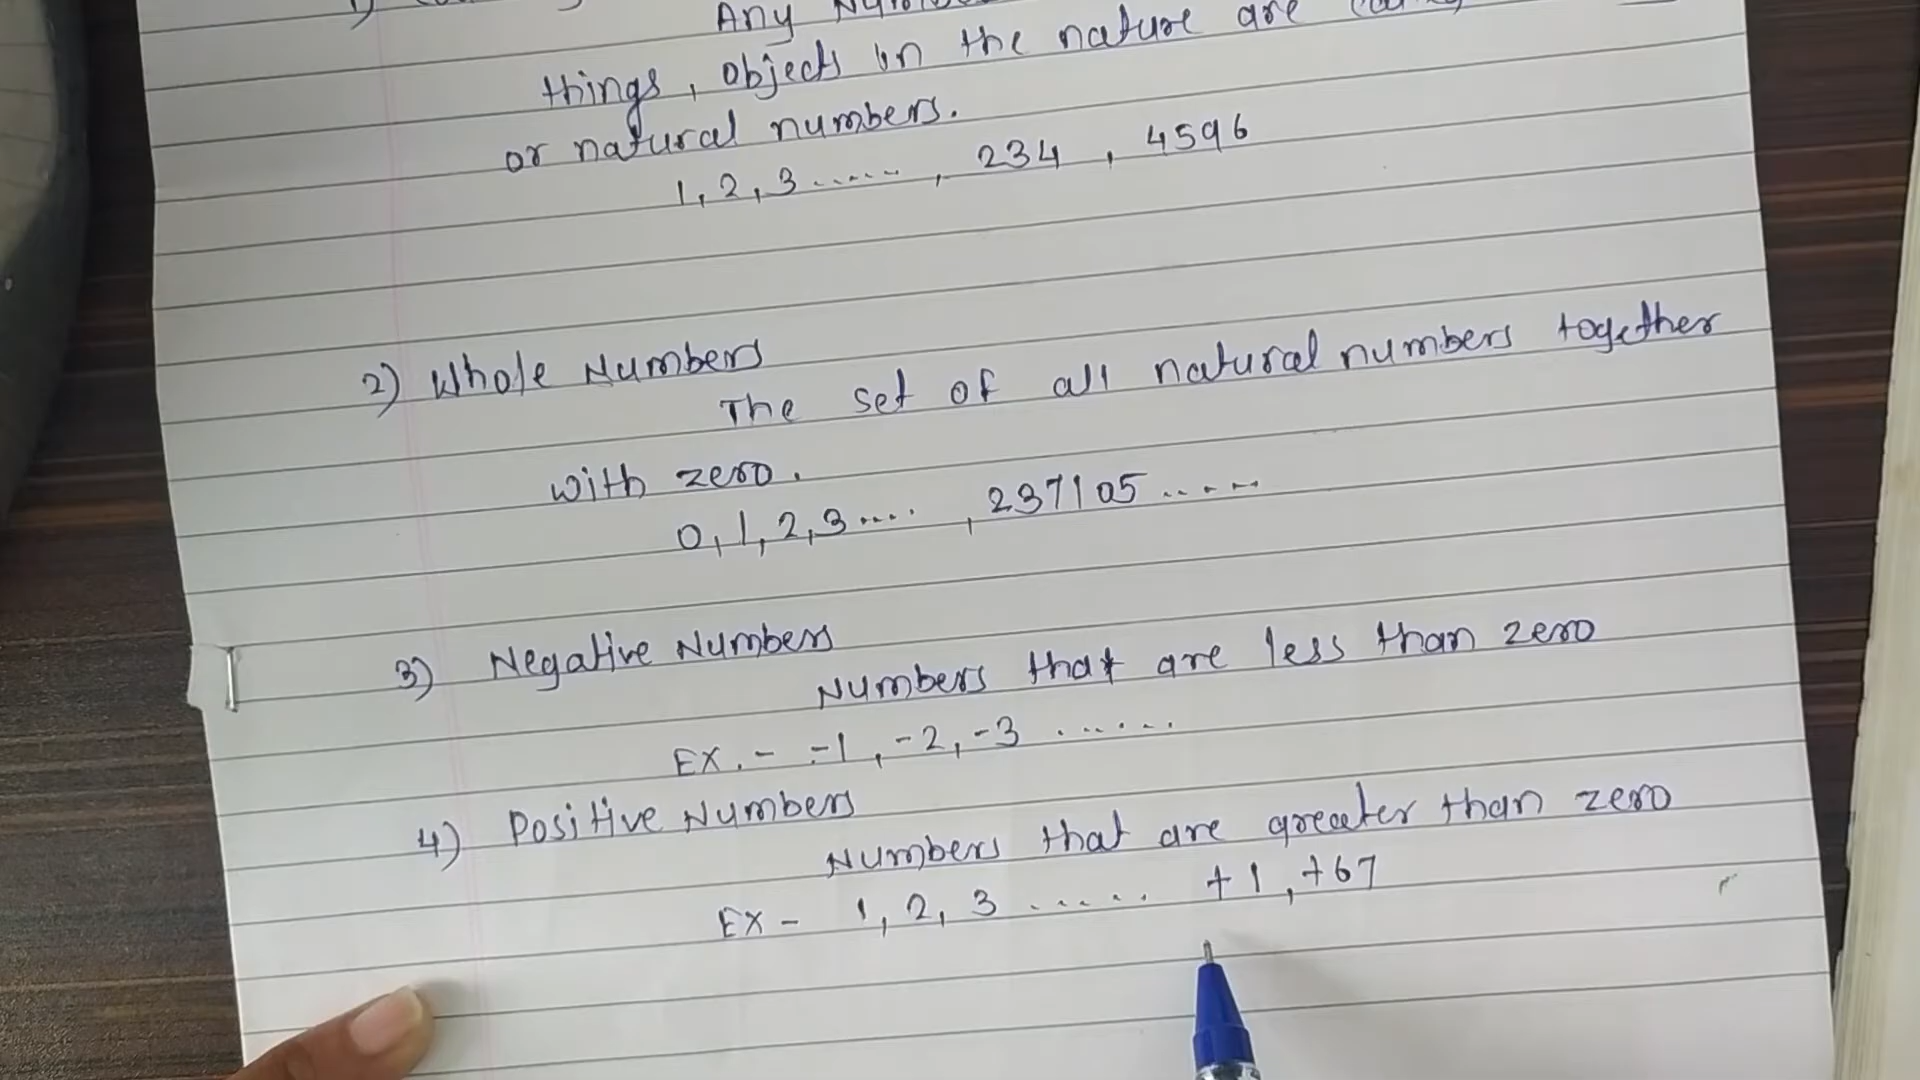 1)
Any
things, objects in the nature are
or natural numbers.
1, 2, 3 ......, 234, 4596
2) Whole Numbers
The set of all natural numbers together
with zero.
0, 1, 2, 3 ...., 237105 .....
3) Negative Numbers
Numbers that are less than zero
EX. - -1, -2, -3 ......
4) Positive Numbers
Numbers that are greater than zero
EX - 1, 2, 3 ..... +1, +67